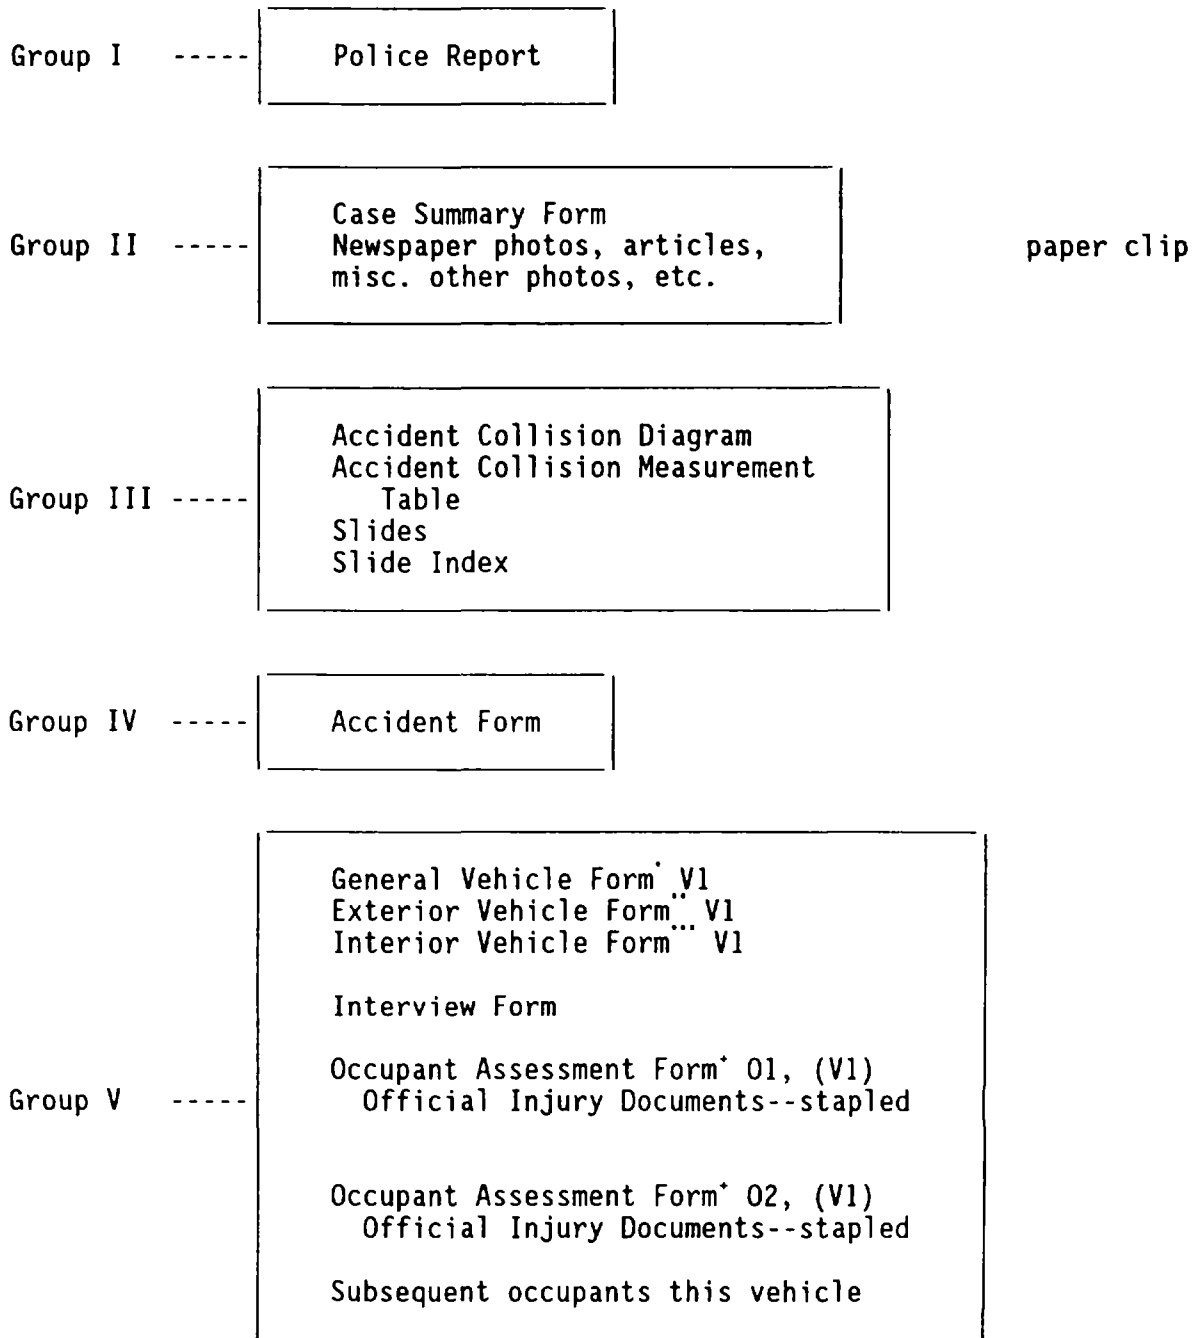 Group I ----- Police Report
Case Summary Form
Group II ----- Newspaper photos, articles, paper clip
misc. other photos, etc.
Accident Collision Diagram
Accident Collision Measurement
Group III ----- Table
Slides
Slide Index
Group IV ----- Accident Form
General Vehicle Form* V1
Exterior Vehicle Form** V1
Interior Vehicle Form*** V1
Interview Form
Occupant Assessment Form+ O1, (V1)
Group V ----- Official Injury Documents--stapled
Occupant Assessment Form+ O2, (V1)
Official Injury Documents--stapled
Subsequent occupants this vehicle